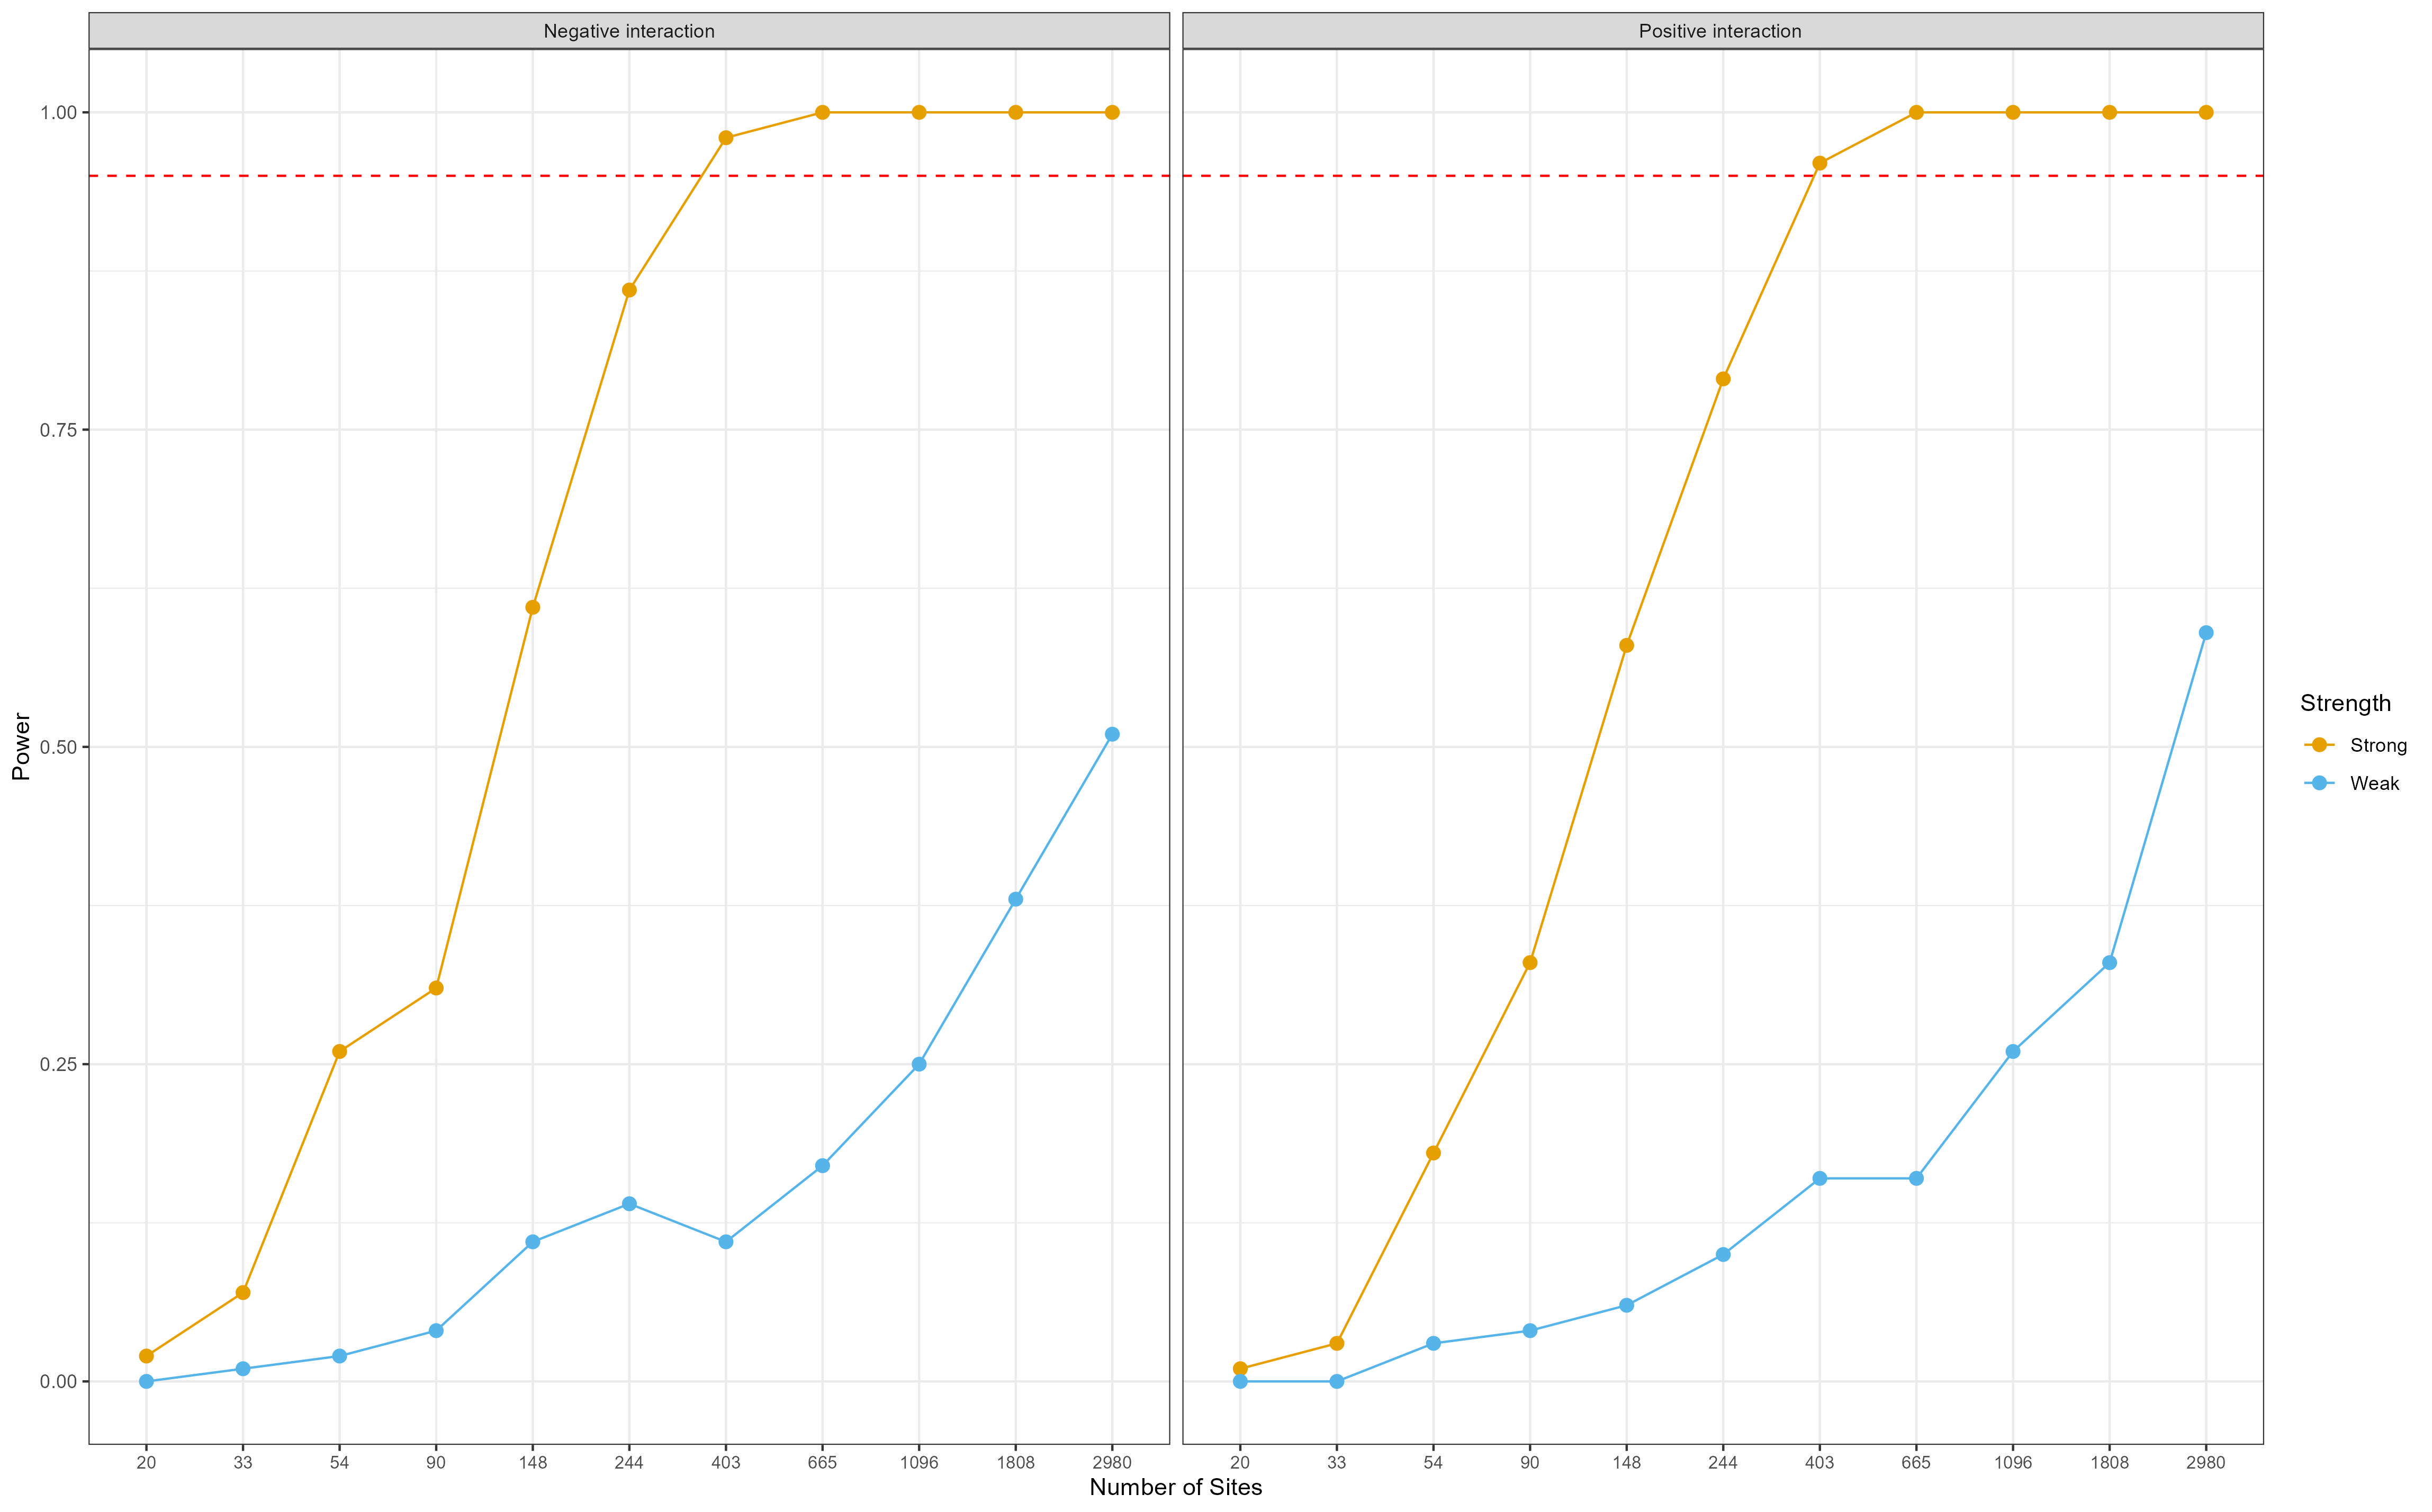 Negative interaction
Positive interaction
1.00
0.75
0.50
0.25
0.00
Power
20 33 54 90 148 244 403 665 1096 1808 2980
20 33 54 90 148 244 403 665 1096 1808 2980
Number of Sites
Strength
Strong
Weak